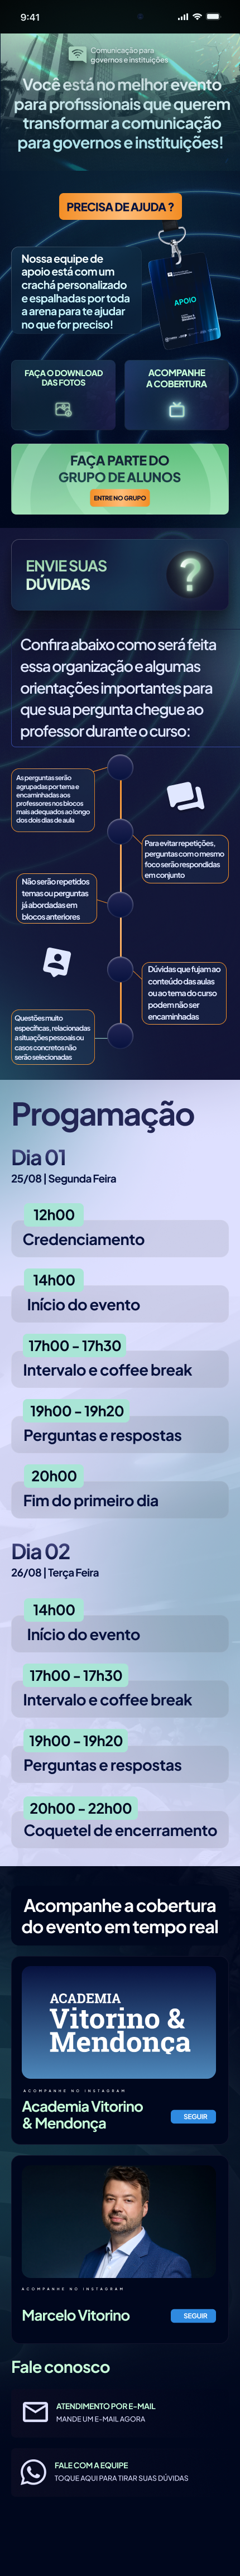 9:41
Comunicação para
governos e instituições
Você está no melhor evento
para profissionais que querem
transformar a comunicação
para governos e instituições!
PRECISA DE AJUDA ?
Nossa equipe de
apoio está com um
crachá personalizado
e espalhadas por toda
a arena para te ajudar
no que for preciso!
APOIO
FAÇA O DOWNLOAD
DAS FOTOS
ACOMPANHE
A COBERTURA
FAÇA PARTE DO
GRUPO DE ALUNOS
ENTRE NO GRUPO
ENVIE SUAS
DÚVIDAS
?
Confira abaixo como será feita
essa organização e algumas
orientações importantes para
que sua pergunta chegue ao
professor durante o curso:
As perguntas serão
agrupadas por tema e
encaminhadas aos
professores nos blocos
mais adequados ao longo
dos dois dias de aula
Para evitar repetições,
perguntas com o mesmo
foco serão respondidas
em conjunto
Não serão repetidos
temas ou perguntas
já abordadas em
blocos anteriores
Dúvidas que fujam ao
conteúdo das aulas
ou ao tema do curso
podem não ser
encaminhadas
Questões muito
específicas, relacionadas
a situações pessoais ou
casos concretos não
serão selecionadas
Progamação
Dia 01
25/08 | Segunda Feira
12h00
Credenciamento
14h00
Início do evento
17h00 - 17h30
Intervalo e coffee break
19h00 - 19h20
Perguntas e respostas
20h00
Fim do primeiro dia
Dia 02
26/08 | Terça Feira
14h00
Início do evento
17h00 - 17h30
Intervalo e coffee break
19h00 - 19h20
Perguntas e respostas
20h00 - 22h00
Coquetel de encerramento
Acompanhe a cobertura
do evento em tempo real
ACADEMIA
Vitorino &
Mendonça
ACOMPANHE NO INSTAGRAM
Academia Vitorino
& Mendonça
SEGUIR
ACOMPANHE NO INSTAGRAM
Marcelo Vitorino
SEGUIR
Fale conosco
ATENDIMENTO POR E-MAIL
MANDE UM E-MAIL AGORA
FALE COM A EQUIPE
TOQUE AQUI PARA TIRAR SUAS DÚVIDAS